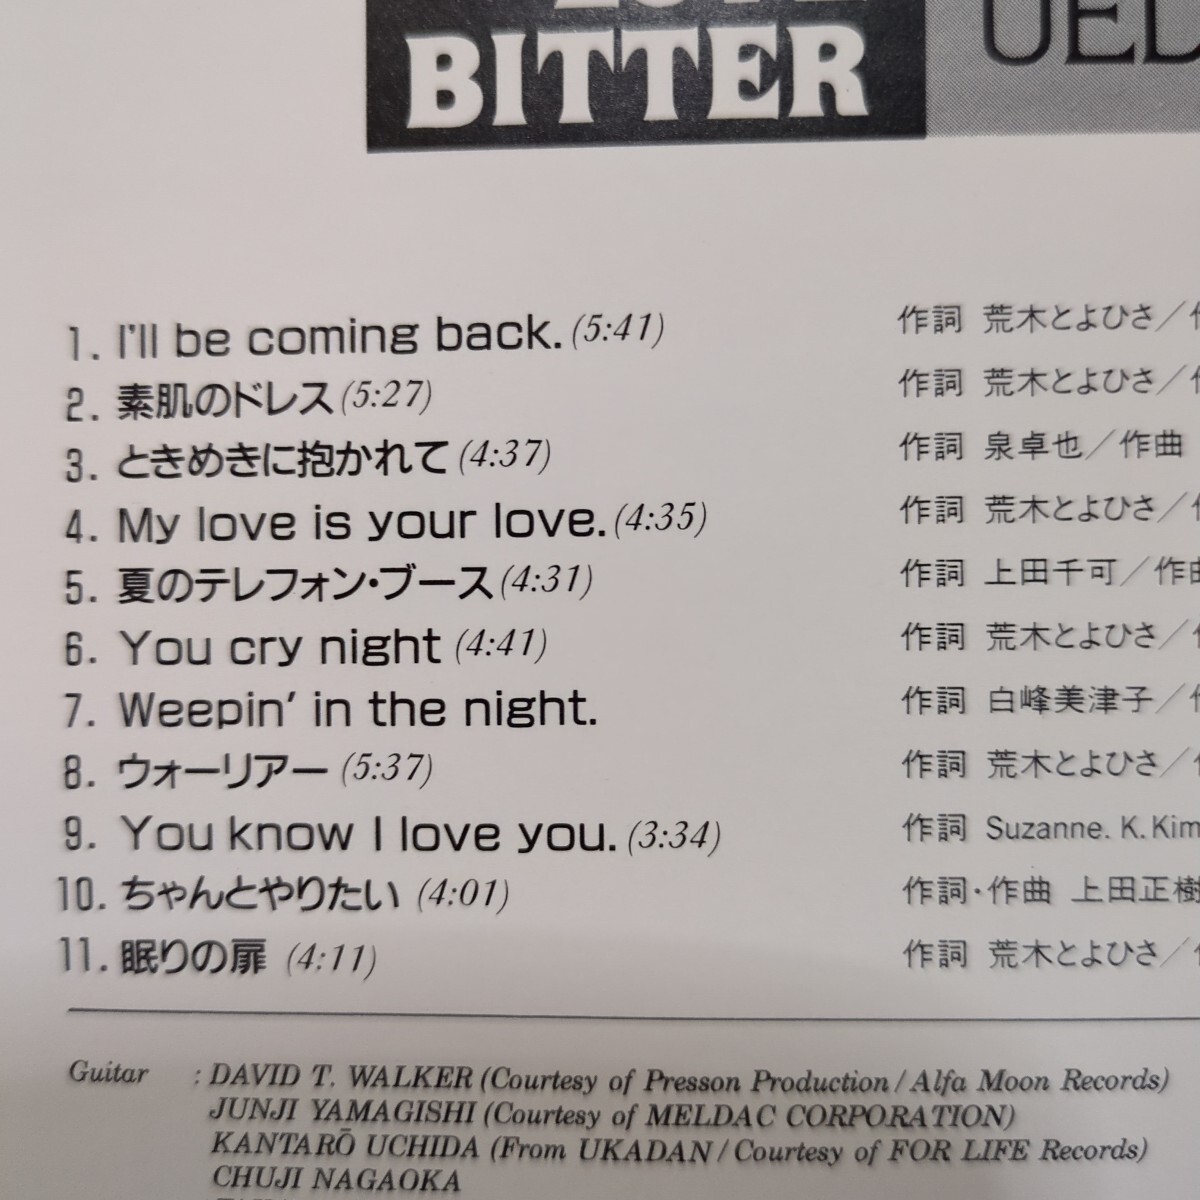 BITTER
1. I'll be coming back. (5:41) 作詞 荒木とよひさ／
2. 素肌のドレス (5:27) 作詞 荒木とよひさ／
3. ときめきに抱かれて (4:37) 作詞 泉卓也／作曲
4. My love is your love. (4:35) 作詞 荒木とよひさ／
5. 夏のテレフォン・ブース (4:31) 作詞 上田千可／作曲
6. You cry night (4:41) 作詞 荒木とよひさ／
7. Weepin' in the night. 作詞 白峰美津子／
8. ウォーリアー (5:37) 作詞 荒木とよひさ／
9. You know I love you. (3:34) 作詞 Suzanne. K. Kim
10. ちゃんとやりたい (4:01) 作詞・作曲 上田正樹
11. 眠りの扉 (4:11) 作詞 荒木とよひさ／
Guitar : DAVID T. WALKER (Courtesy of Presson Production / Alfa Moon Records)
JUNJI YAMAGISHI (Courtesy of MELDAC CORPORATION)
KANTARŌ UCHIDA (From UKADAN / Courtesy of FOR LIFE Records)
CHUJI NAGAOKA